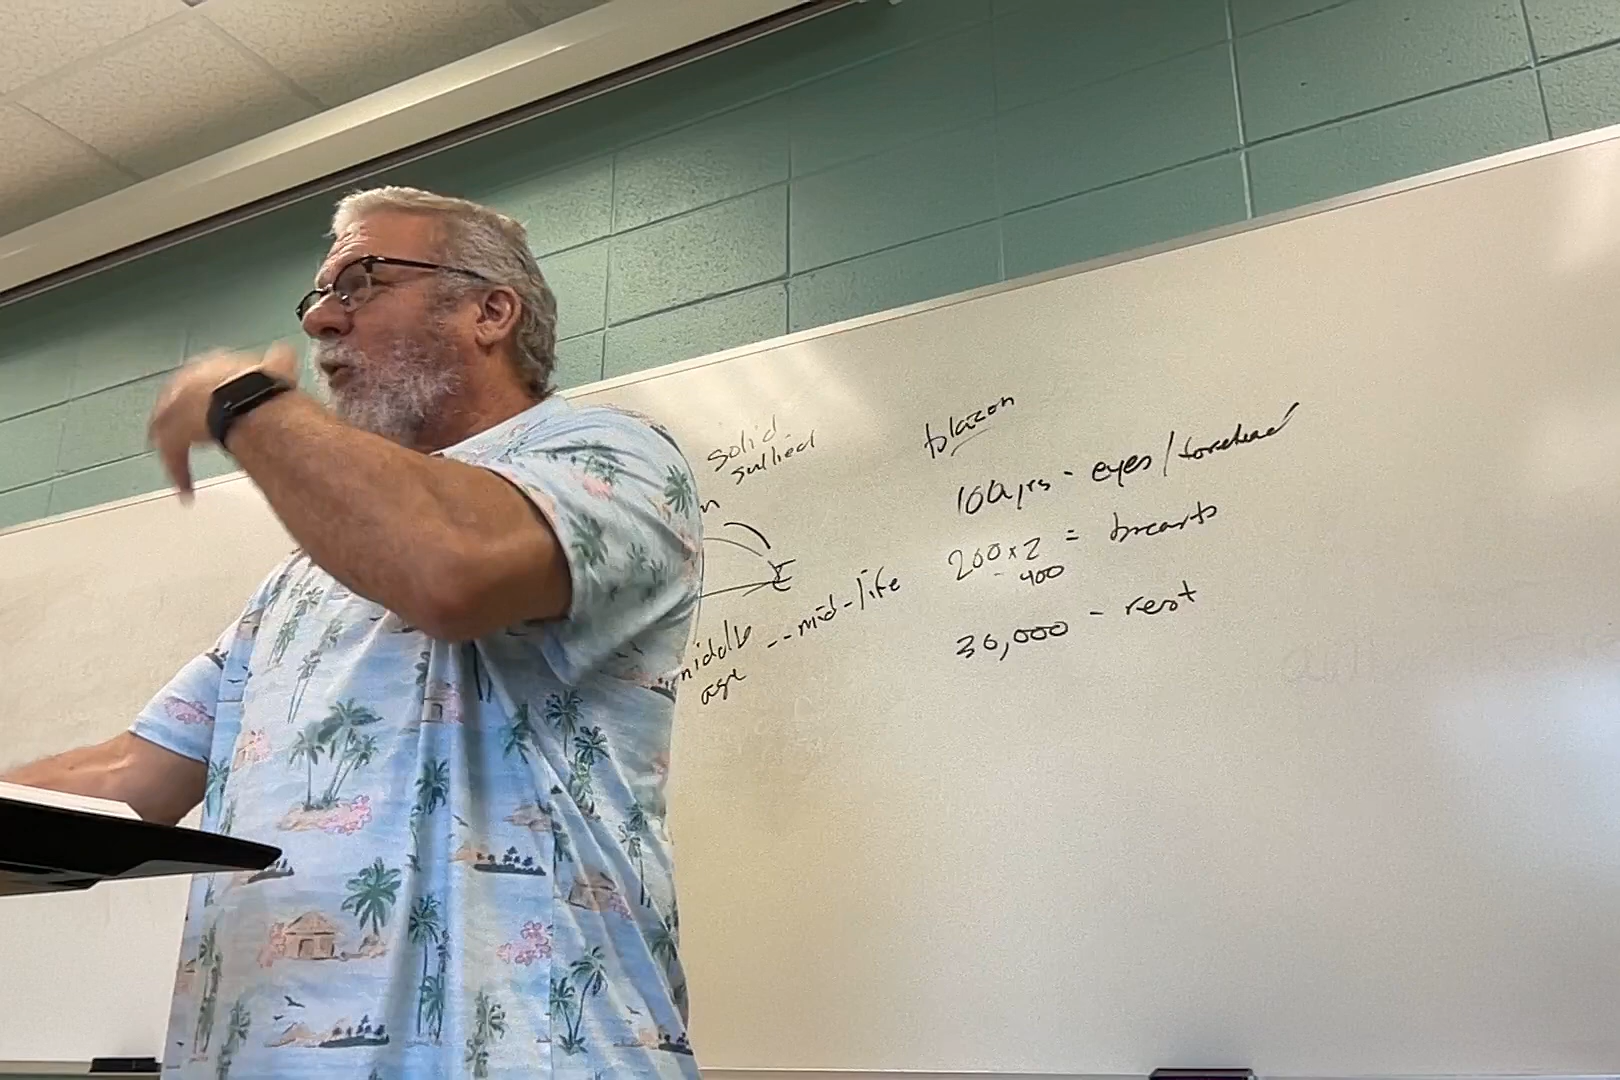 solid
sullied
middle
age -- mid-life
blazon
100 yrs - eyes/forehead
200 x 2 = breasts
- 400
30,000 - rest